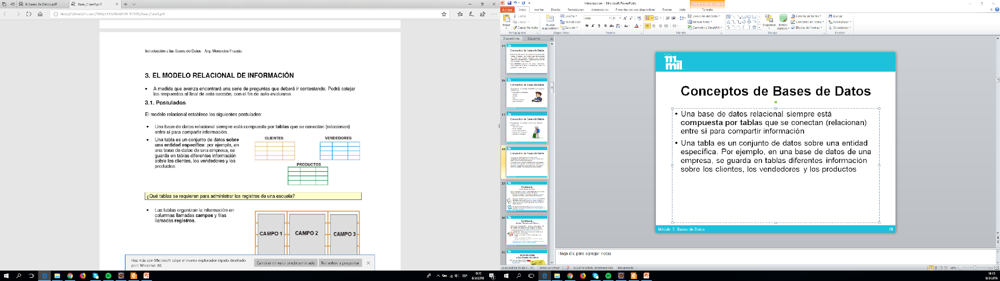 B Bases de Datos.pdf
Base_Clase1.pdf
Introducción a las Bases de Datos Arq. Mercedes Frassia
3. EL MODELO RELACIONAL DE INFORMACIÓN
• A medida que avanza encontrará una serie de preguntas que deberá ir contestando. Podrá cotejar
las respuestas al final de esta sección, con el fin de auto-evaluarse.
3.1. Postulados
El modelo relacional establece los siguientes postulados:
• Una base de datos relacional siempre está compuesta por tablas que se conectan (relacionan)
entre sí para compartir información.
• Una tabla es un conjunto de datos sobre
una entidad específica: por ejemplo, en
una base de datos de una empresa, se
guarda en tablas diferentes información
sobre los clientes, los vendedores y los
productos.
CLIENTES
VENDEDORES
PRODUCTOS
¿Qué tablas se requieren para administrar los registros de una escuela?
• Las tablas organizan la información en
columnas llamadas campos y filas
llamadas registros.
CAMPO 1
CAMPO 2
CAMPO 3
Haz más con Microsoft Edge: el nuevo explorador rápido diseñado
para Windows 10.
Cambiar mi valor predeterminado
No volver a preguntar
ESP
16:19
8/3/2018
Introduccion - Microsoft PowerPoint
Herramientas de dibujo
Archivo
Inicio
Insertar
Diseño
Transiciones
Animaciones
Presentación con diapositivas
Revisar
Vista
Formato
Pegar
Cortar
Copiar
Copiar formato
Portapapeles
Nueva
diapositiva
Diseño
Restablecer
Sección
Diapositivas
Arial
Fuente
Dirección del texto
Alinear texto
Convertir a SmartArt
Párrafo
Organizar
Estilos
rápidos
Relleno de forma
Contorno de forma
Efectos de formas
Dibujo
Buscar
Reemplazar
Seleccionar
Edición
Diapositivas
Esquema
15
Conceptos de Bases de Datos
16
Conceptos de Bases de Datos
17
Conceptos de Bases de Datos
18
Conceptos de Bases de Datos
19
Evolución
20
Evolución
21
Introducción
a las Bases de Datos
111
mil
Conceptos de Bases de Datos
• Una base de datos relacional siempre está
compuesta por tablas que se conectan (relacionan)
entre sí para compartir información
• Una tabla es un conjunto de datos sobre una entidad
específica. Por ejemplo, en una base de datos de una
empresa, se guarda en tablas diferentes información
sobre los clientes, los vendedores y los productos
Módulo 3. Bases de Datos
18
Haga clic para agregar notas
"Tema de Office"
Español (alfab. internacional)
Recuperado
96%
16:19
8/3/2018